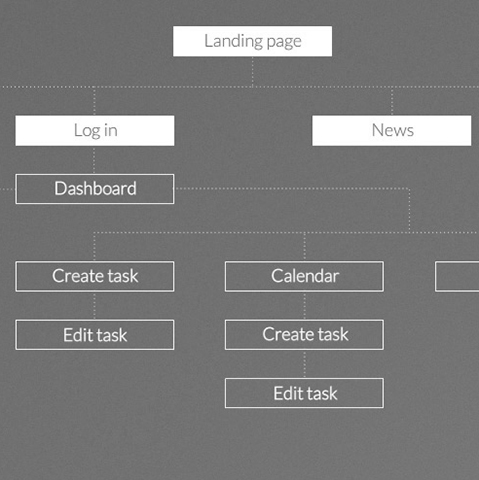 Landing page
Log in
News
Dashboard
Create task
Calendar
Edit task
Create task
Edit task